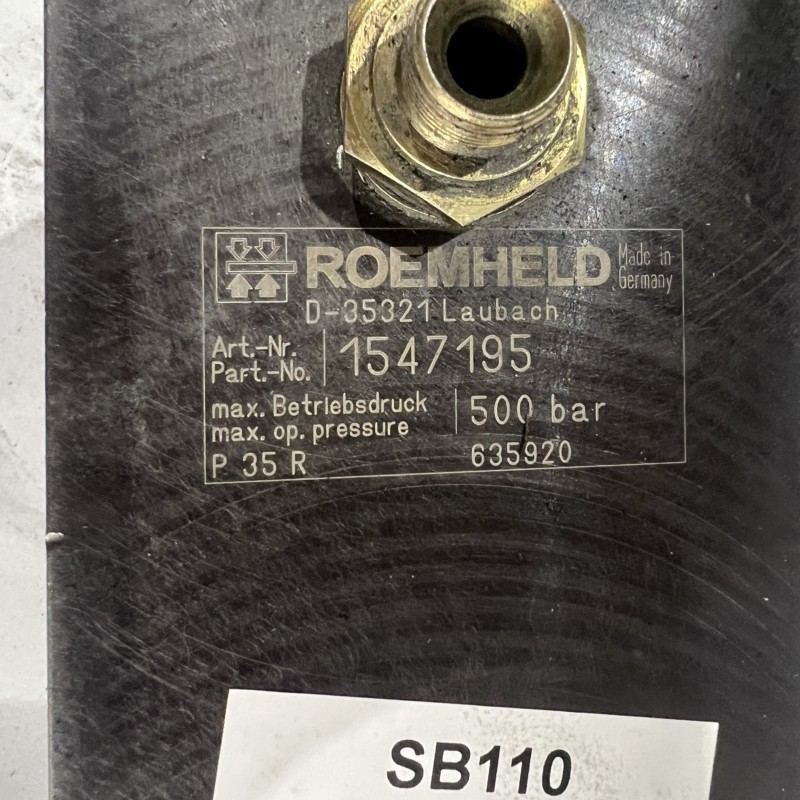 ROEMHELD Made in Germany
D-35321 Laubach
Art.-Nr.
Part.-No. 1547195
max. Betriebsdruck
max. op. pressure 500 bar
P 35 R 635920
SB110